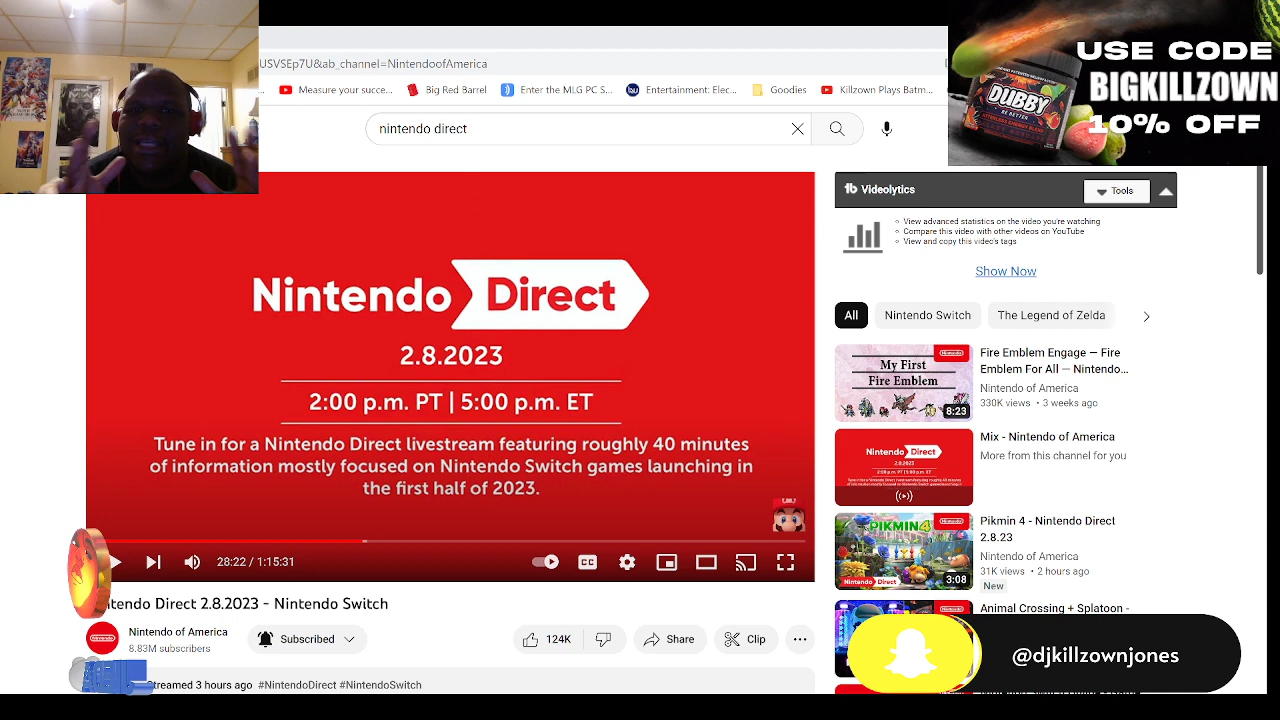 USE CODE
BIGKILLZOWN
10% OFF
DUBBY
BE BETTER
USVSEp7U&ab_channel=NintendoofAmerica
Make your succe...
Big Red Barrel
Enter the MLG PC S...
Entertainment: Elec...
Goodies
Killzown Plays Batm...
nintendo direct
Nintendo Direct
2.8.2023
2:00 p.m. PT | 5:00 p.m. ET
Tune in for a Nintendo Direct livestream featuring roughly 40 minutes
of information mostly focused on Nintendo Switch games launching in
the first half of 2023.
28:22 / 1:15:31
CC
tendo Direct 2.8.2023 - Nintendo Switch
Nintendo of America
8.83M subscribers
Subscribed
124K
Share
Clip
Streamed 3 hours ago #NintendoDirect #NintendoSwitch
Videolytics
Tools
View advanced statistics on the video you're watching
Compare this video with other videos on YouTube
View and copy this video's tags
Show Now
All
Nintendo Switch
The Legend of Zelda
My First
Fire Emblem
8:23
Fire Emblem Engage — Fire
Emblem For All — Nintendo...
Nintendo of America
330K views • 3 weeks ago
Mix - Nintendo of America
More from this channel for you
PIKMIN 4
Nintendo Direct
3:08
Pikmin 4 - Nintendo Direct
2.8.23
Nintendo of America
31K views • 2 hours ago
New
Animal Crossing + Splatoon -
@djkillzownjones